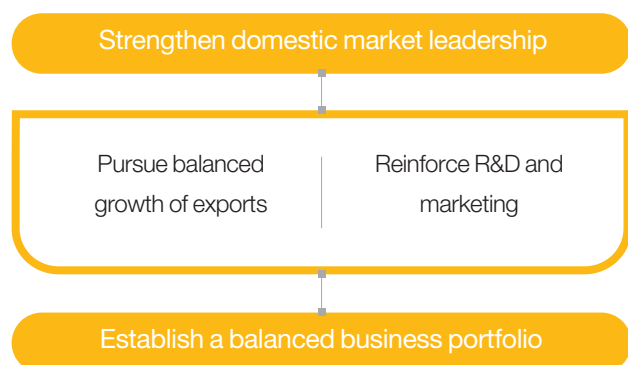 Strengthen domestic market leadership
Pursue balanced
growth of exports
Reinforce R&D and
marketing
Establish a balanced business portfolio